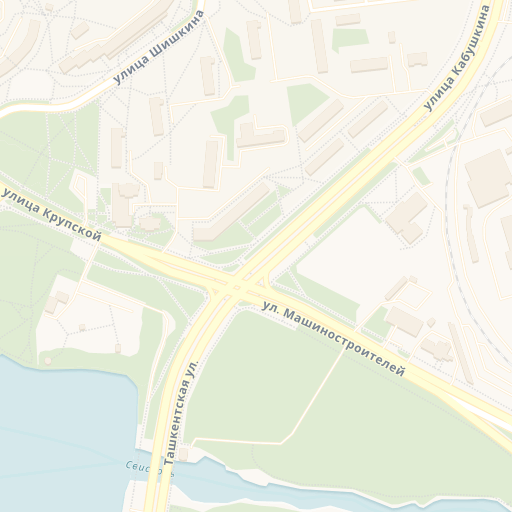 улица Шишкина
улица Кабушкина
улица Крупской
ул. Машиностроителей
Ташкентская ул.